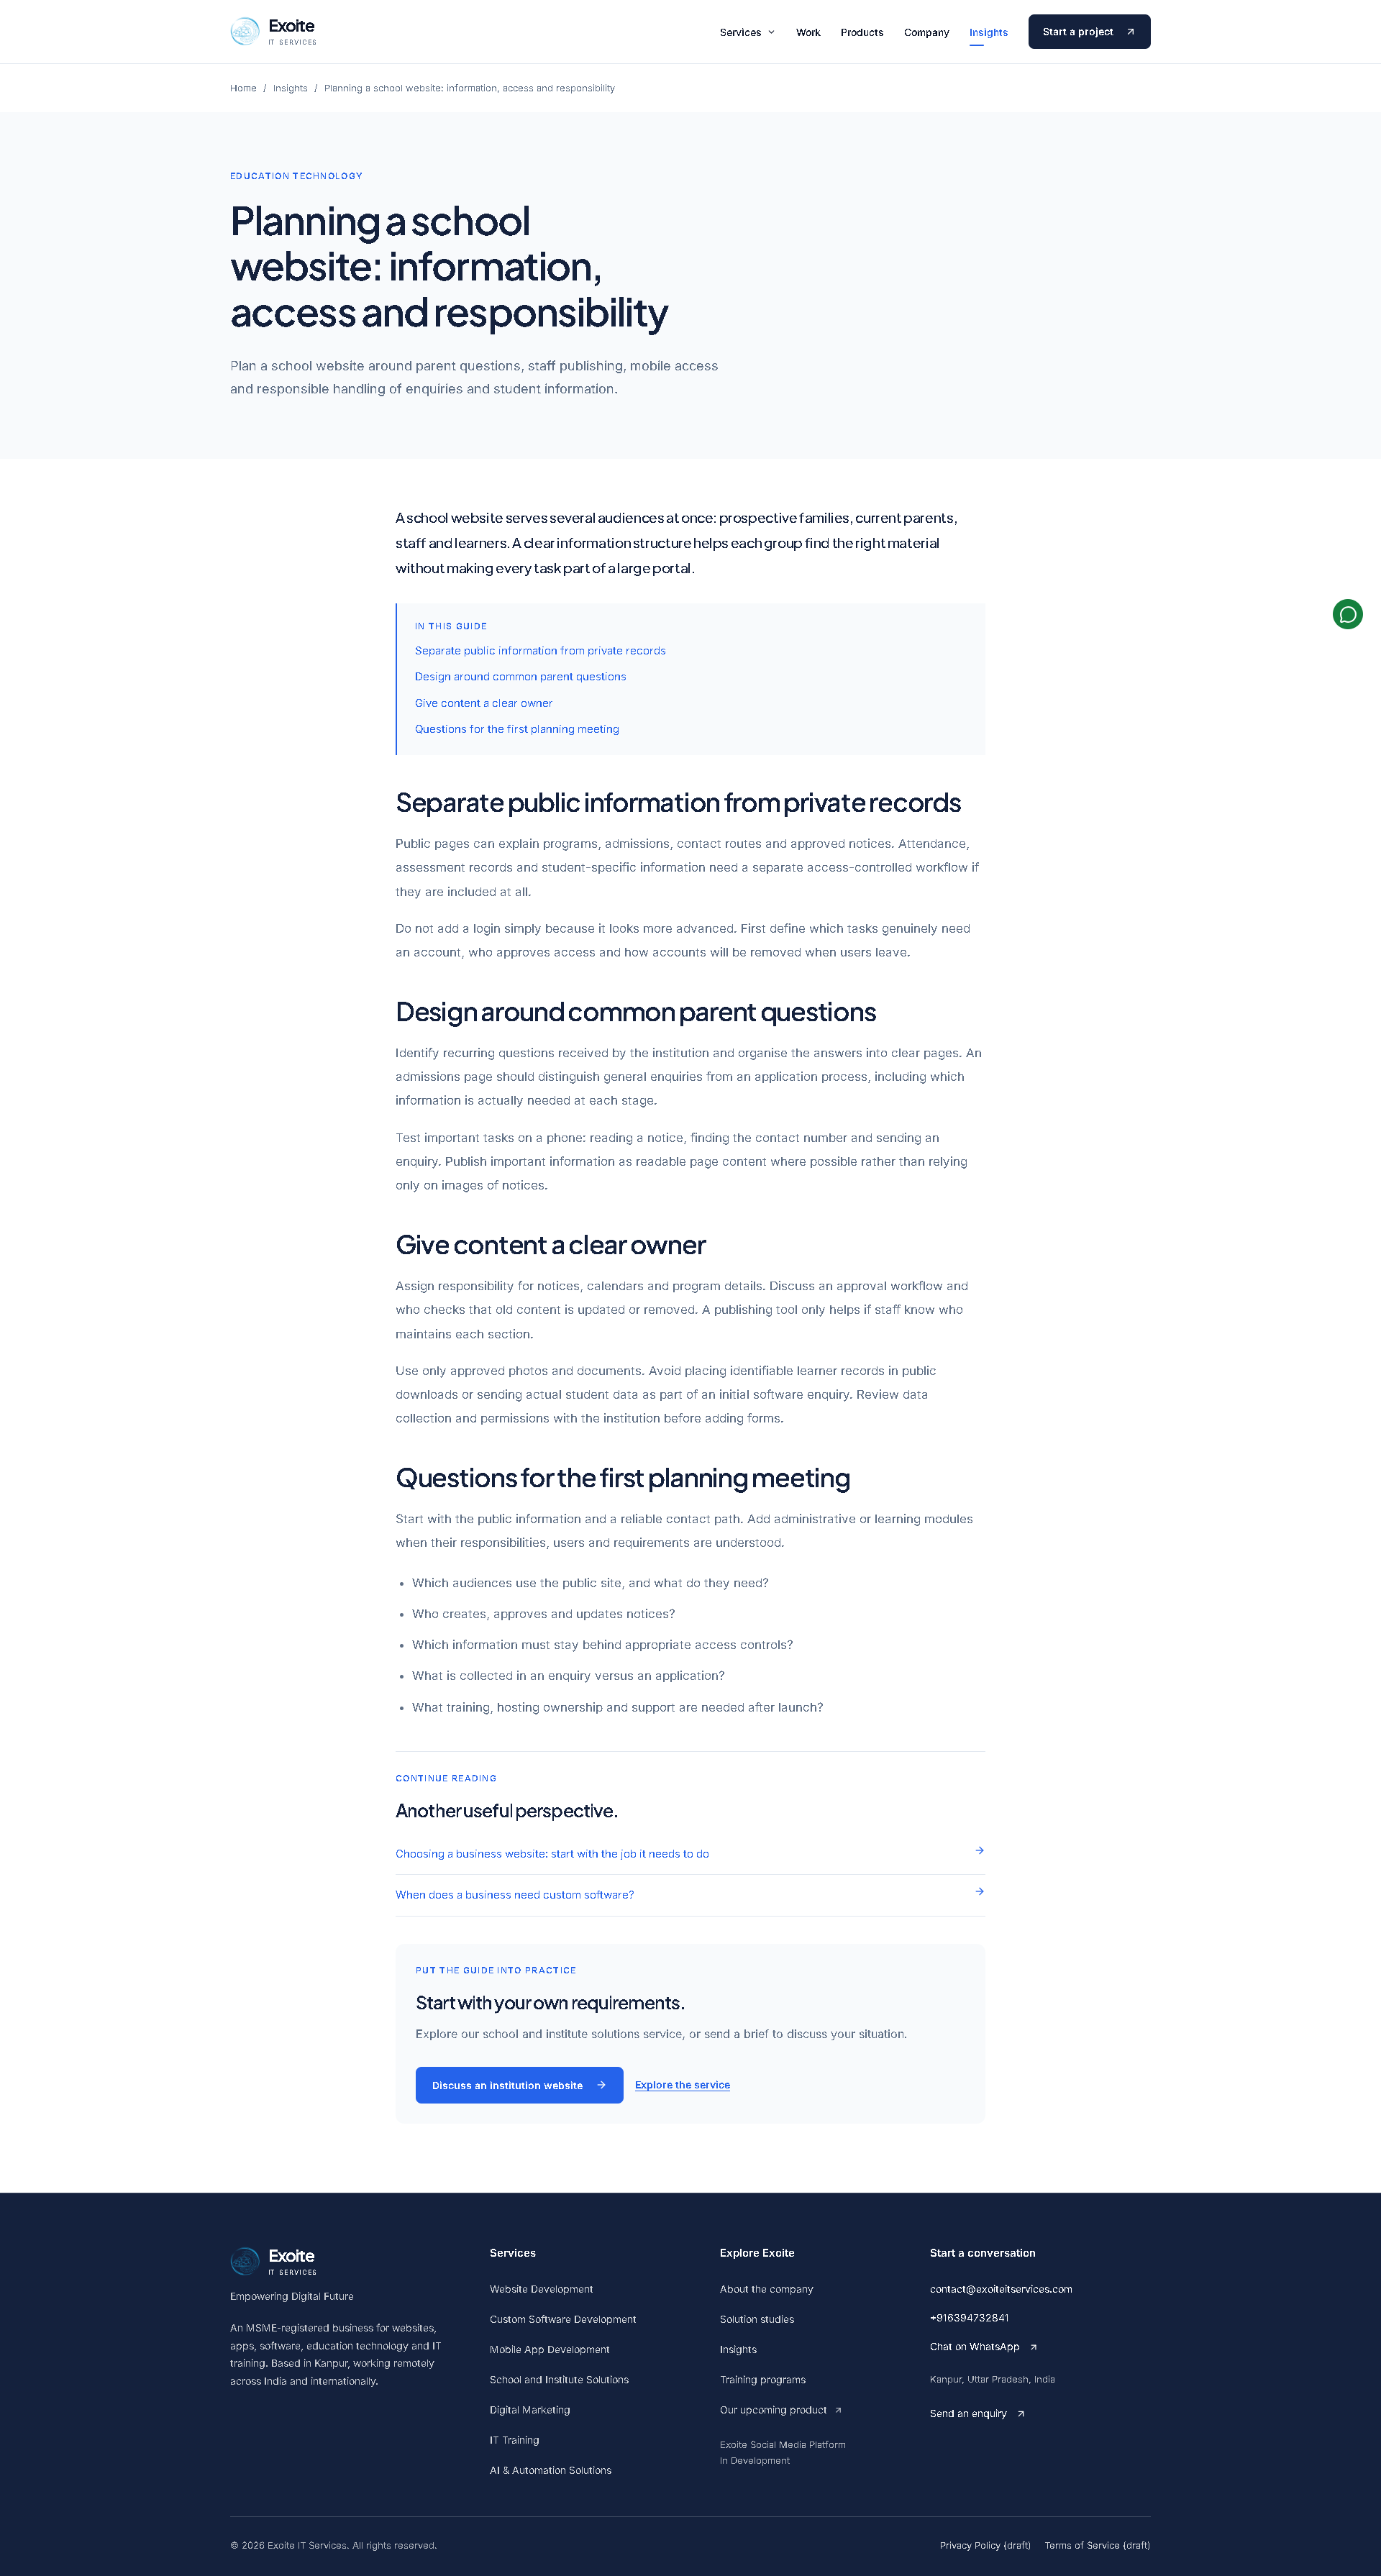 Exoite
IT SERVICES
Services
Work
Products
Company
Insights
Start a project
Home / Insights / Planning a school website: information, access and responsibility
EDUCATION TECHNOLOGY
Planning a school
website: information,
access and responsibility
Plan a school website around parent questions, staff publishing, mobile access
and responsible handling of enquiries and student information.
A school website serves several audiences at once: prospective families, current parents,
staff and learners. A clear information structure helps each group find the right material
without making every task part of a large portal.
IN THIS GUIDE
Separate public information from private records
Design around common parent questions
Give content a clear owner
Questions for the first planning meeting
Separate public information from private records
Public pages can explain programs, admissions, contact routes and approved notices. Attendance,
assessment records and student-specific information need a separate access-controlled workflow if
they are included at all.
Do not add a login simply because it looks more advanced. First define which tasks genuinely need
an account, who approves access and how accounts will be removed when users leave.
Design around common parent questions
Identify recurring questions received by the institution and organise the answers into clear pages. An
admissions page should distinguish general enquiries from an application process, including which
information is actually needed at each stage.
Test important tasks on a phone: reading a notice, finding the contact number and sending an
enquiry. Publish important information as readable page content where possible rather than relying
only on images of notices.
Give content a clear owner
Assign responsibility for notices, calendars and program details. Discuss an approval workflow and
who checks that old content is updated or removed. A publishing tool only helps if staff know who
maintains each section.
Use only approved photos and documents. Avoid placing identifiable learner records in public
downloads or sending actual student data as part of an initial software enquiry. Review data
collection and permissions with the institution before adding forms.
Questions for the first planning meeting
Start with the public information and a reliable contact path. Add administrative or learning modules
when their responsibilities, users and requirements are understood.
• Which audiences use the public site, and what do they need?
• Who creates, approves and updates notices?
• Which information must stay behind appropriate access controls?
• What is collected in an enquiry versus an application?
• What training, hosting ownership and support are needed after launch?
CONTINUE READING
Another useful perspective.
Choosing a business website: start with the job it needs to do
When does a business need custom software?
PUT THE GUIDE INTO PRACTICE
Start with your own requirements.
Explore our school and institute solutions service, or send a brief to discuss your situation.
Discuss an institution website
Explore the service
Exoite
IT SERVICES
Empowering Digital Future
An MSME-registered business for websites,
apps, software, education technology and IT
training. Based in Kanpur, working remotely
across India and internationally.
Services
Website Development
Custom Software Development
Mobile App Development
School and Institute Solutions
Digital Marketing
IT Training
AI & Automation Solutions
Explore Exoite
About the company
Solution studies
Insights
Training programs
Our upcoming product
Exoite Social Media Platform
In Development
Start a conversation
contact@exoiteitservices.com
+916394732841
Chat on WhatsApp
Kanpur, Uttar Pradesh, India
Send an enquiry
© 2026 Exoite IT Services. All rights reserved.
Privacy Policy (draft)
Terms of Service (draft)